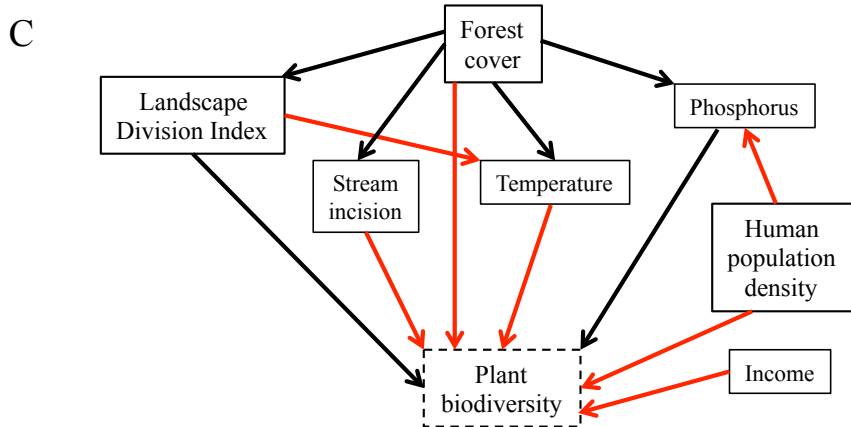 C
Forest
cover
Landscape
Division Index
Phosphorus
Stream
incision
Temperature
Human
population
density
Plant
biodiversity
Income